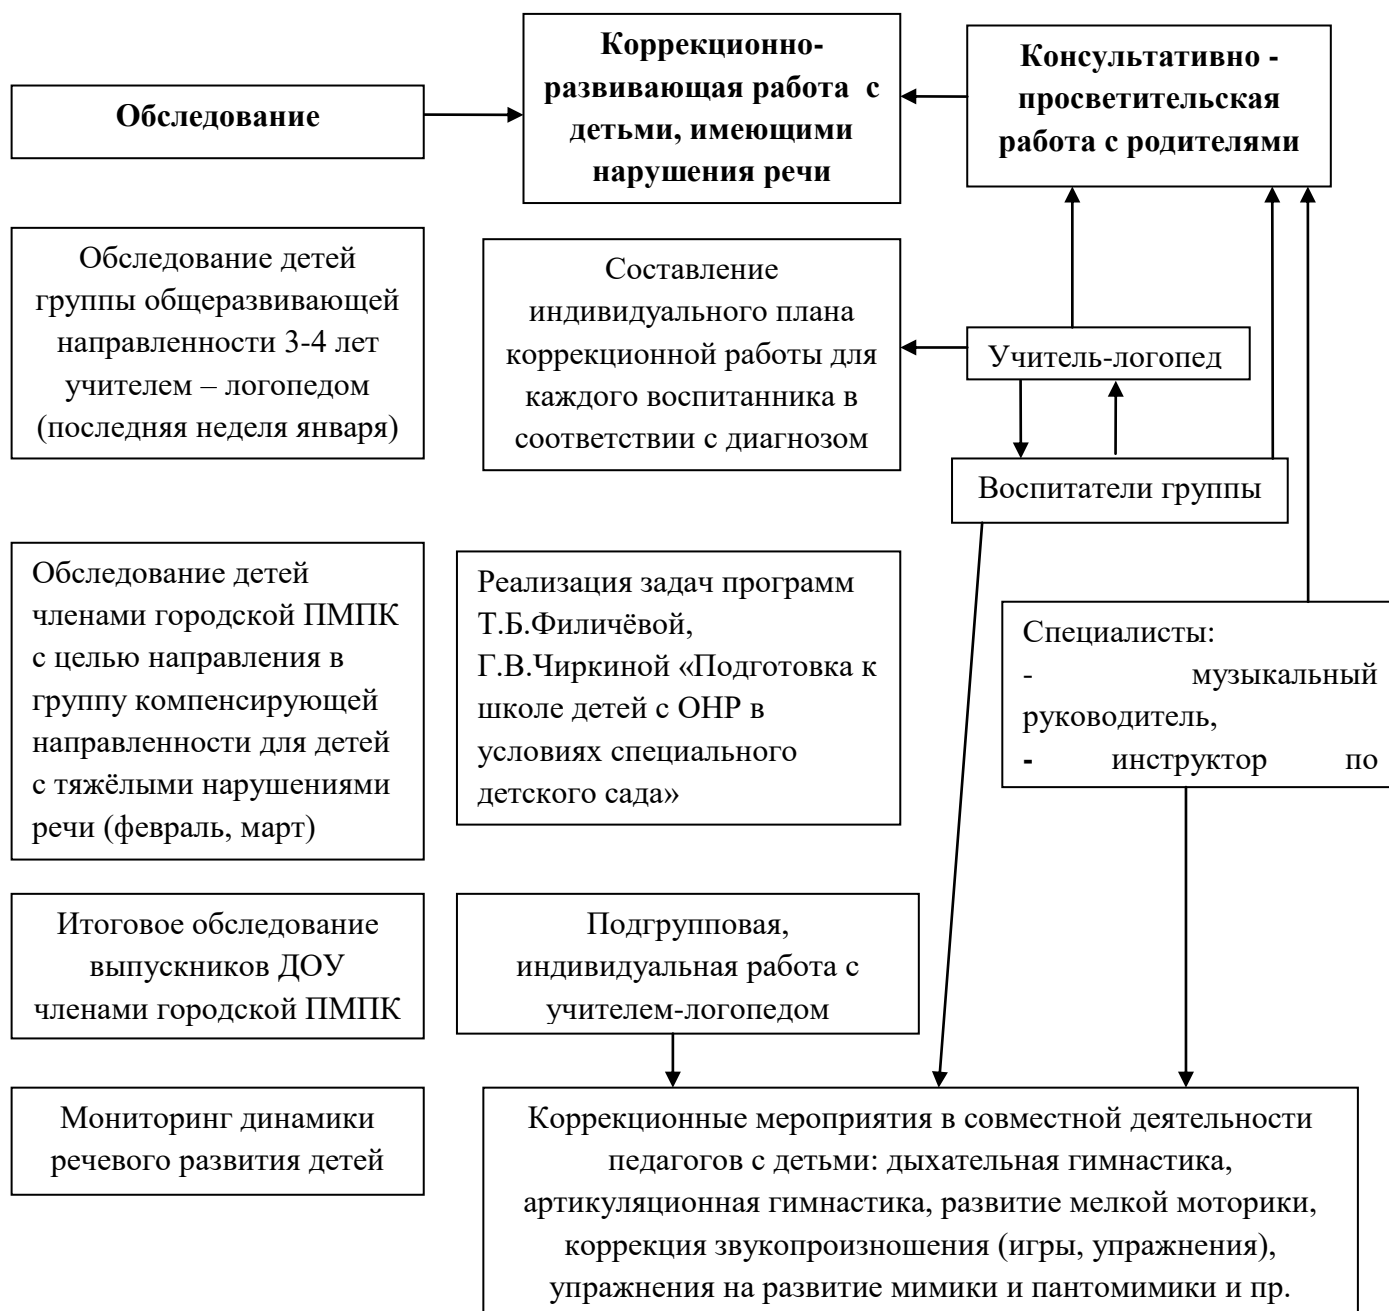 Обследование
Коррекционно-
развивающая работа с
детьми, имеющими
нарушения речи
Консультативно -
просветительская
работа с родителями
Обследование детей
группы общеразвивающей
направленности 3-4 лет
учителем – логопедом
(последняя неделя января)
Составление
индивидуального плана
коррекционной работы для
каждого воспитанника в
соответствии с диагнозом
Учитель-логопед
Воспитатели группы
Обследование детей
членами городской ПМПК
с целью направления в
группу компенсирующей
направленности для детей
с тяжёлыми нарушениями
речи (февраль, март)
Реализация задач программ
Т.Б.Филичёвой,
Г.В.Чиркиной «Подготовка к
школе детей с ОНР в
условиях специального
детского сада»
Специалисты:
- музыкальный
руководитель,
- инструктор по
Итоговое обследование
выпускников ДОУ
членами городской ПМПК
Подгрупповая,
индивидуальная работа с
учителем-логопедом
Мониторинг динамики
речевого развития детей
Коррекционные мероприятия в совместной деятельности
педагогов с детьми: дыхательная гимнастика,
артикуляционная гимнастика, развитие мелкой моторики,
коррекция звукопроизношения (игры, упражнения),
упражнения на развитие мимики и пантомимики и пр.